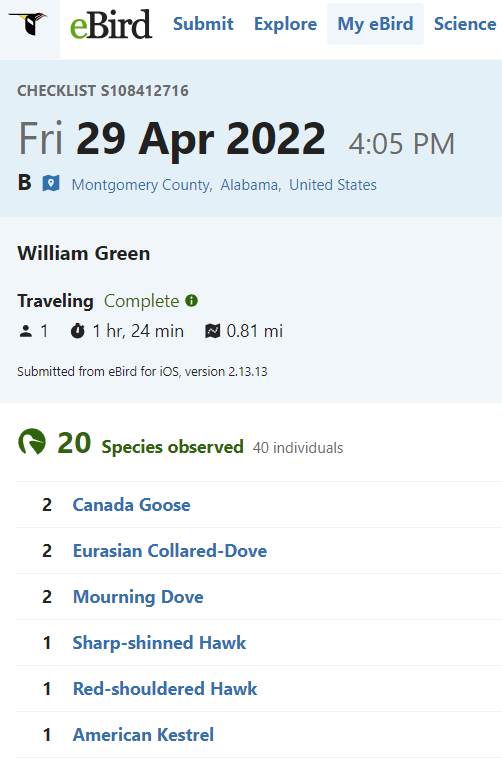 eBird Submit Explore My eBird Science
CHECKLIST S108412716
Fri 29 Apr 2022 4:05 PM
B Montgomery County, Alabama, United States
William Green
Traveling Complete
1 1 hr, 24 min 0.81 mi
Submitted from eBird for iOS, version 2.13.13
20 Species observed 40 individuals
2 Canada Goose
2 Eurasian Collared-Dove
2 Mourning Dove
1 Sharp-shinned Hawk
1 Red-shouldered Hawk
1 American Kestrel